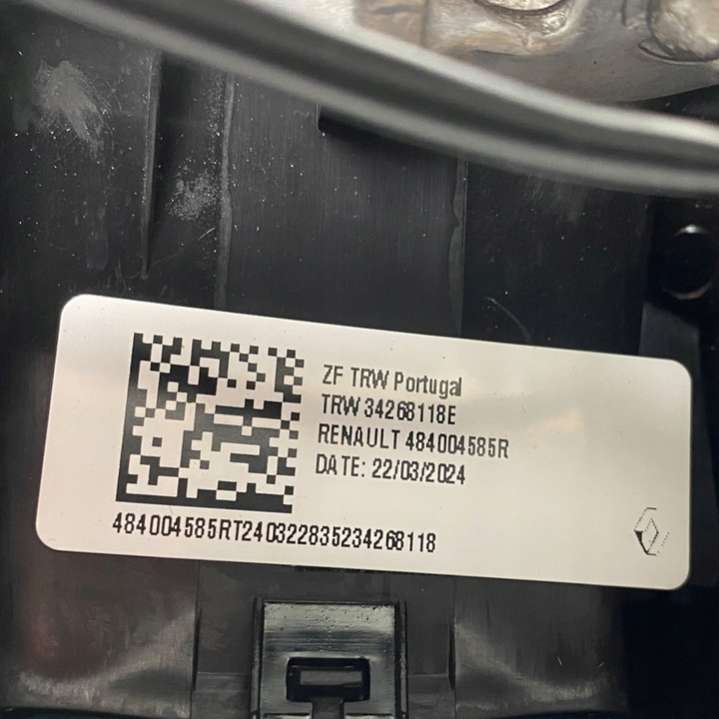 ZF TRW Portugal
TRW 34268118E
RENAULT 484004585R
DATE: 22/03/2024
484004585RT240322835234268118